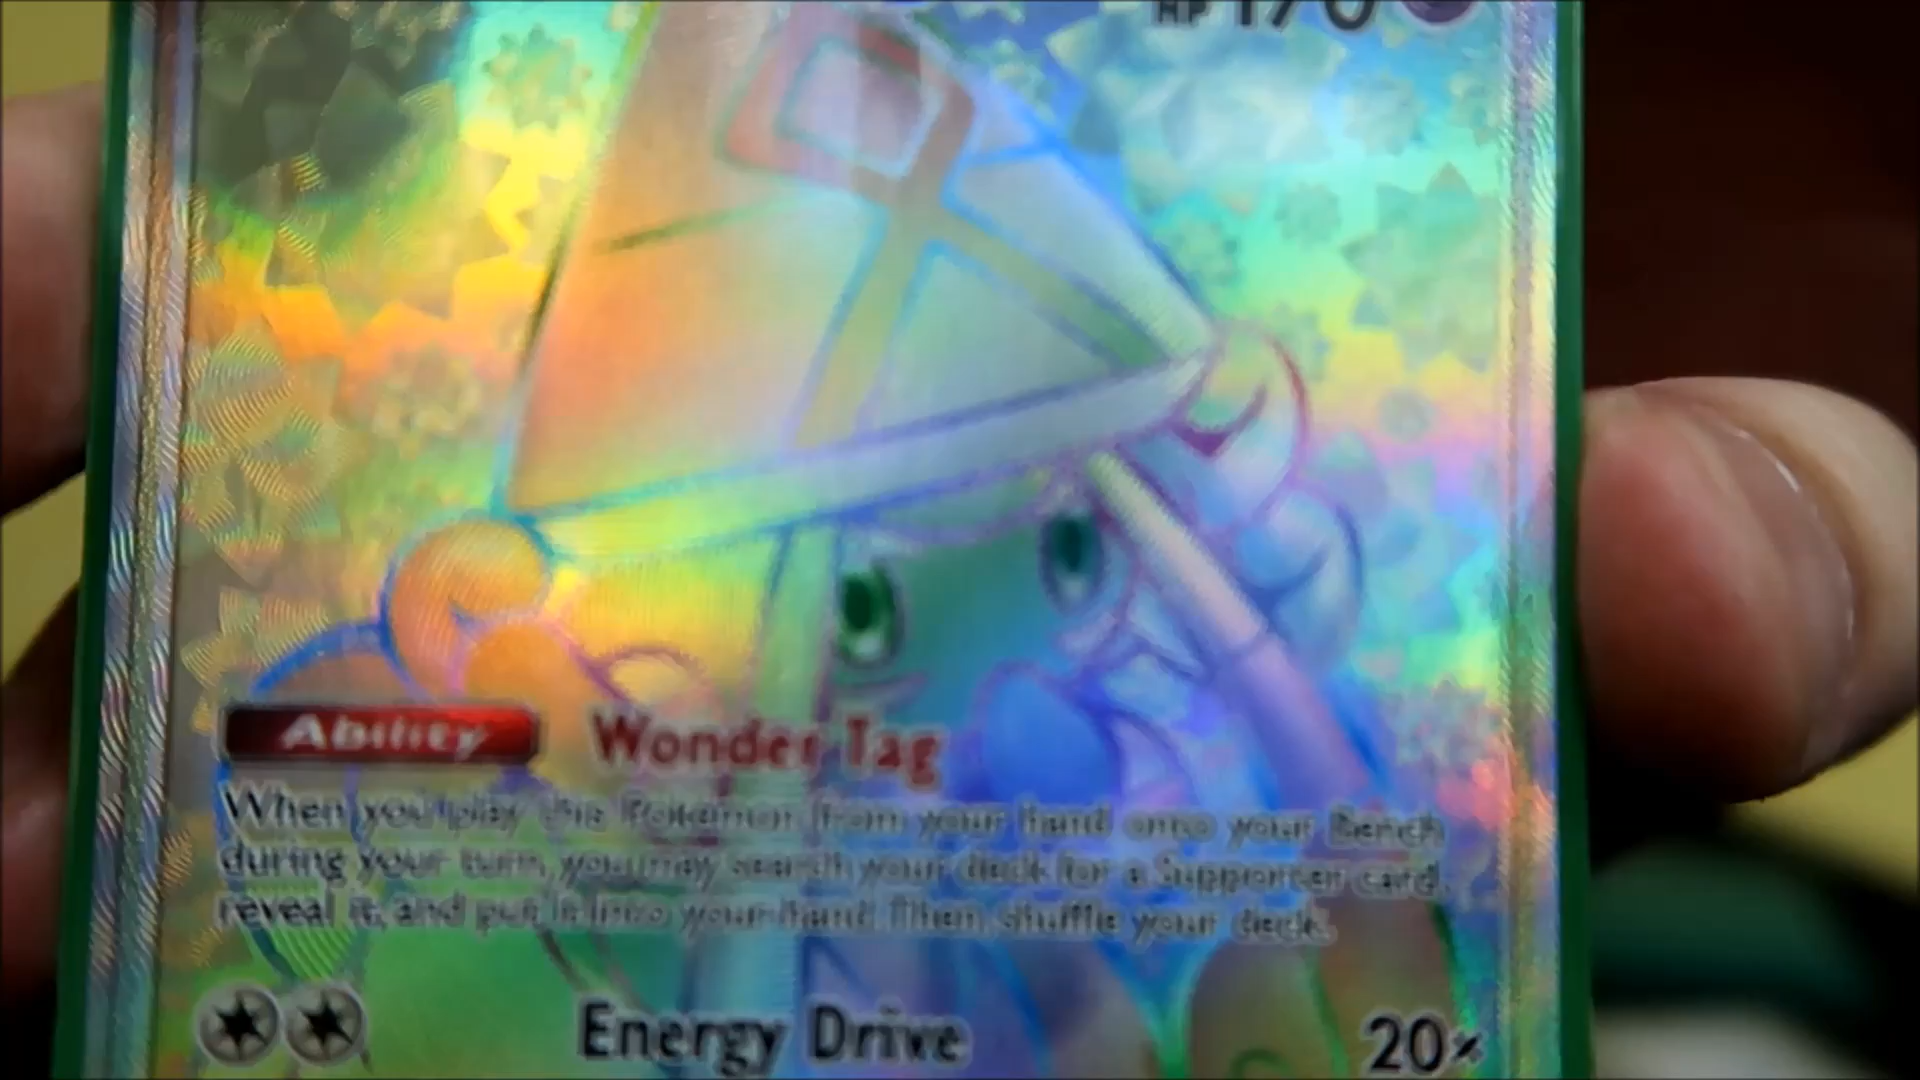 HP 170
Ability Wonder Tag
When you play this Pokémon from your hand onto your Bench
during your turn, you may search your deck for a Supporter card,
reveal it, and put it into your hand. Then, shuffle your deck.
Energy Drive 20×